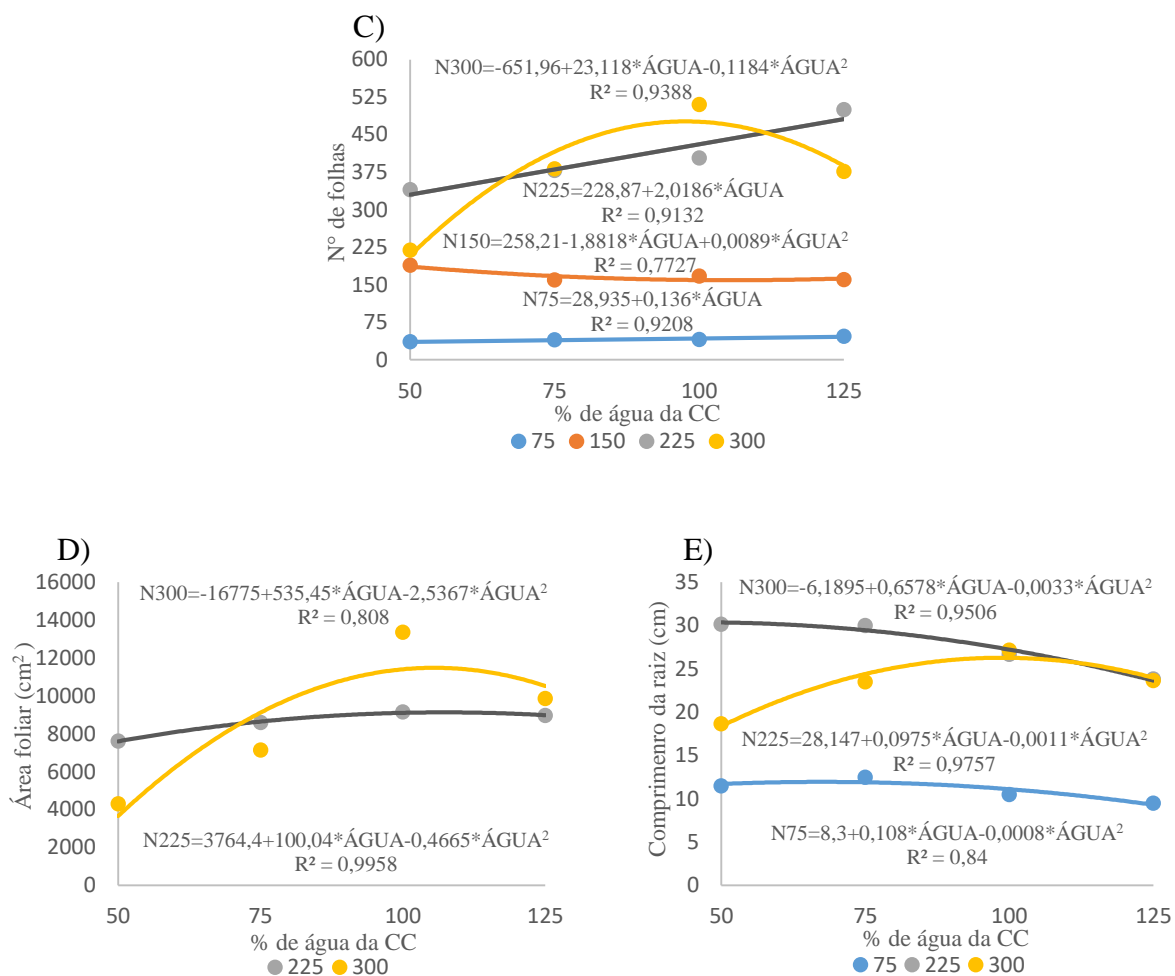 C)
N° de folhas
600
525
450
375
300
225
150
75
0
N300=-651,96+23,118*ÁGUA-0,1184*ÁGUA²
R² = 0,9388
N225=228,87+2,0186*ÁGUA
R² = 0,9132
N150=258,21-1,8818*ÁGUA+0,0089*ÁGUA²
R² = 0,7727
N75=28,935+0,136*ÁGUA
R² = 0,9208
50 75 100 125
% de água da CC
75 150 225 300
D)
Área foliar (cm²)
16000
14000
12000
10000
8000
6000
4000
2000
0
N300=-16775+535,45*ÁGUA-2,5367*ÁGUA²
R² = 0,808
N225=3764,4+100,04*ÁGUA-0,4665*ÁGUA²
R² = 0,9958
50 75 100 125
% de água da CC
225 300
E)
Comprimenro da raiz (cm)
35
30
25
20
15
10
5
0
N300=-6,1895+0,6578*ÁGUA-0,0033*ÁGUA²
R² = 0,9506
N225=28,147+0,0975*ÁGUA-0,0011*ÁGUA²
R² = 0,9757
N75=8,3+0,108*ÁGUA-0,0008*ÁGUA²
R² = 0,84
50 75 100 125
% de água da CC
75 225 300